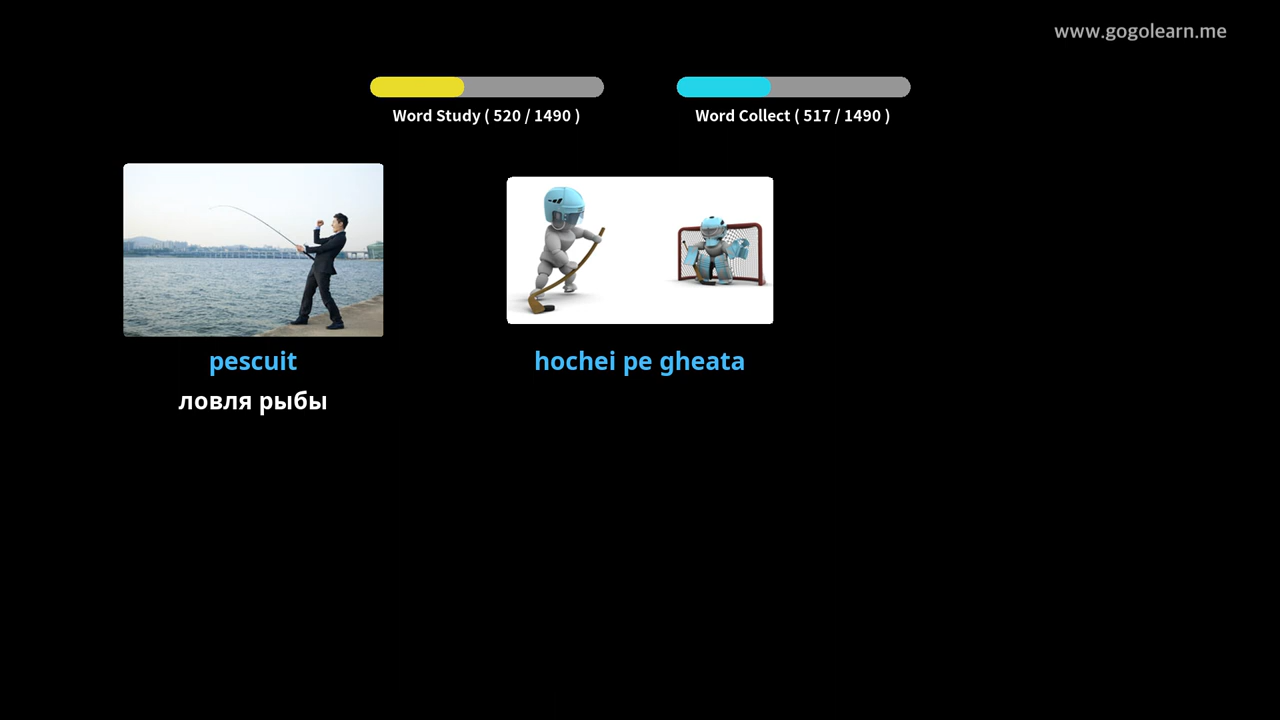 www.gogolearn.me
Word Study ( 520 / 1490 )
Word Collect ( 517 / 1490 )
pescuit
hochei pe gheata
ловля рыбы